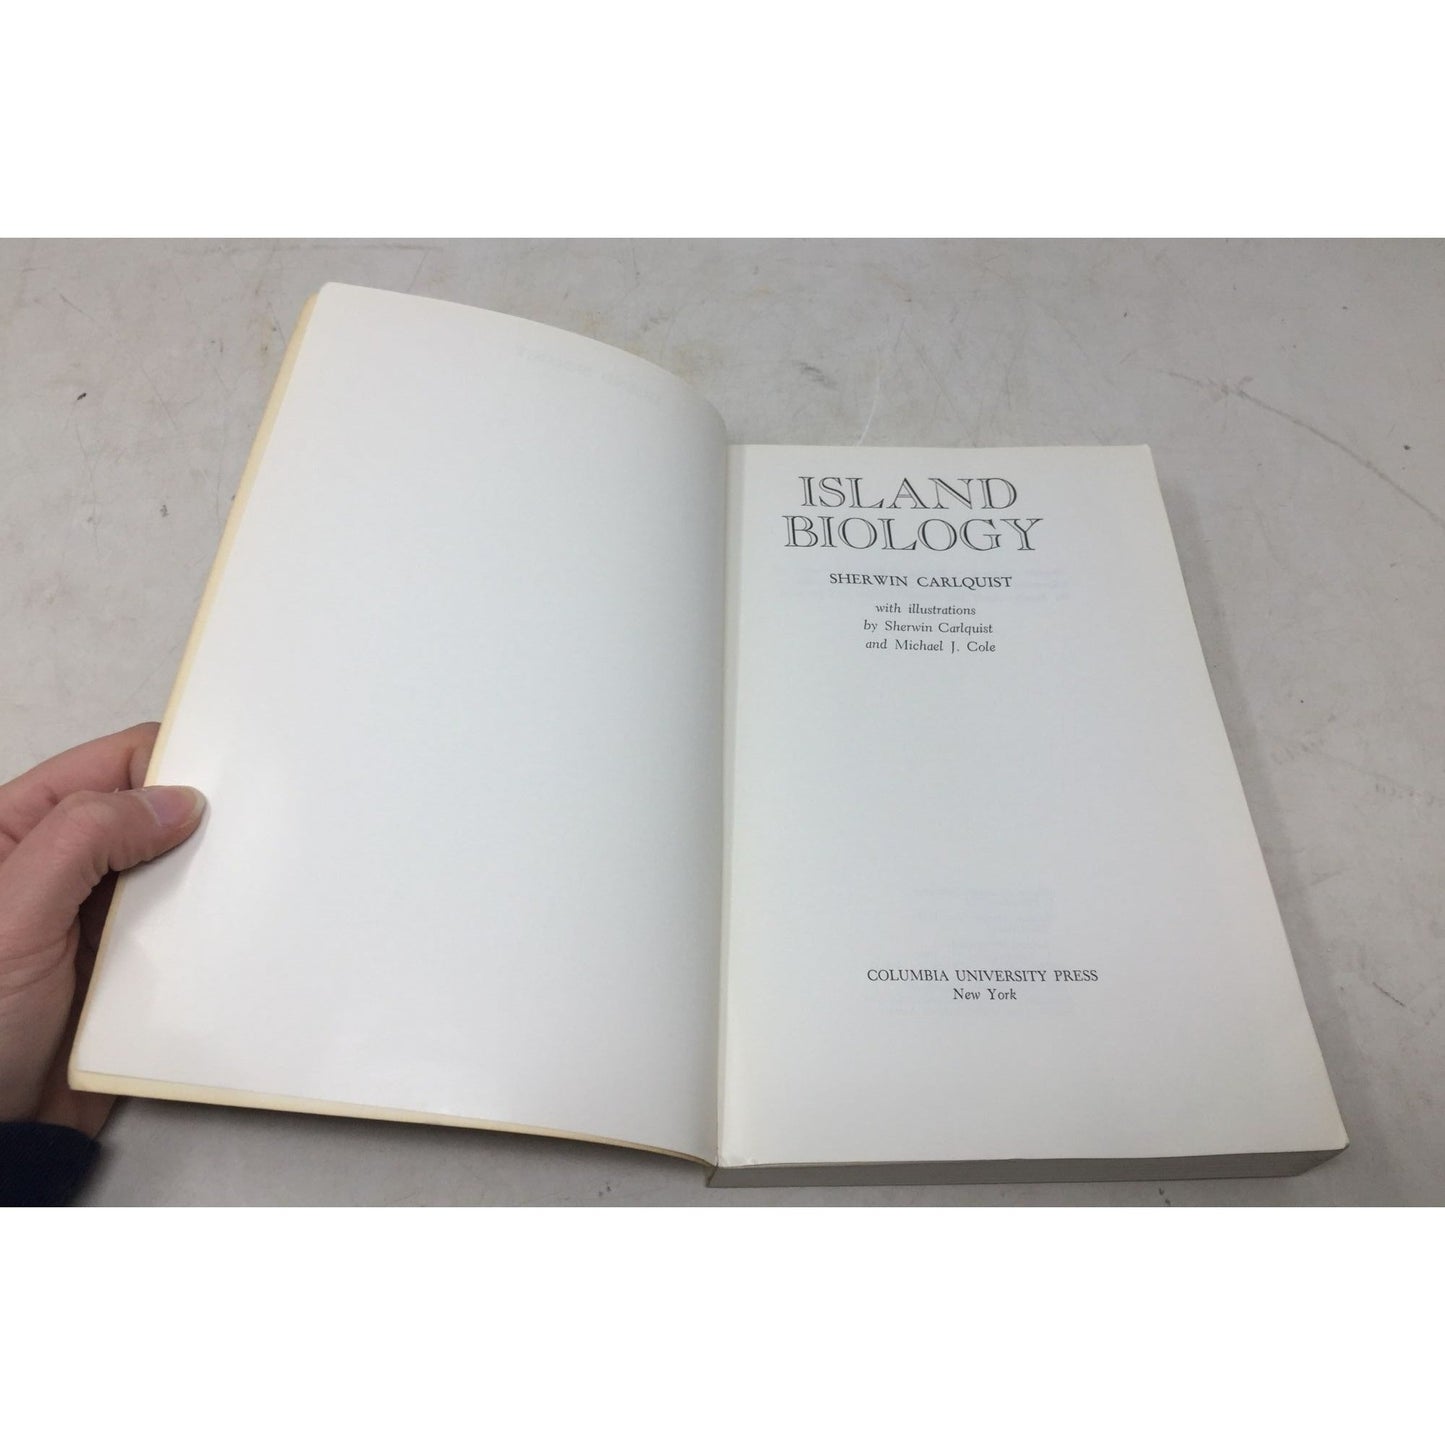 ISLAND
BIOLOGY
SHERWIN CARLQUIST
with illustrations
by Sherwin Carlquist
and Michael J. Cole
COLUMBIA UNIVERSITY PRESS
New York